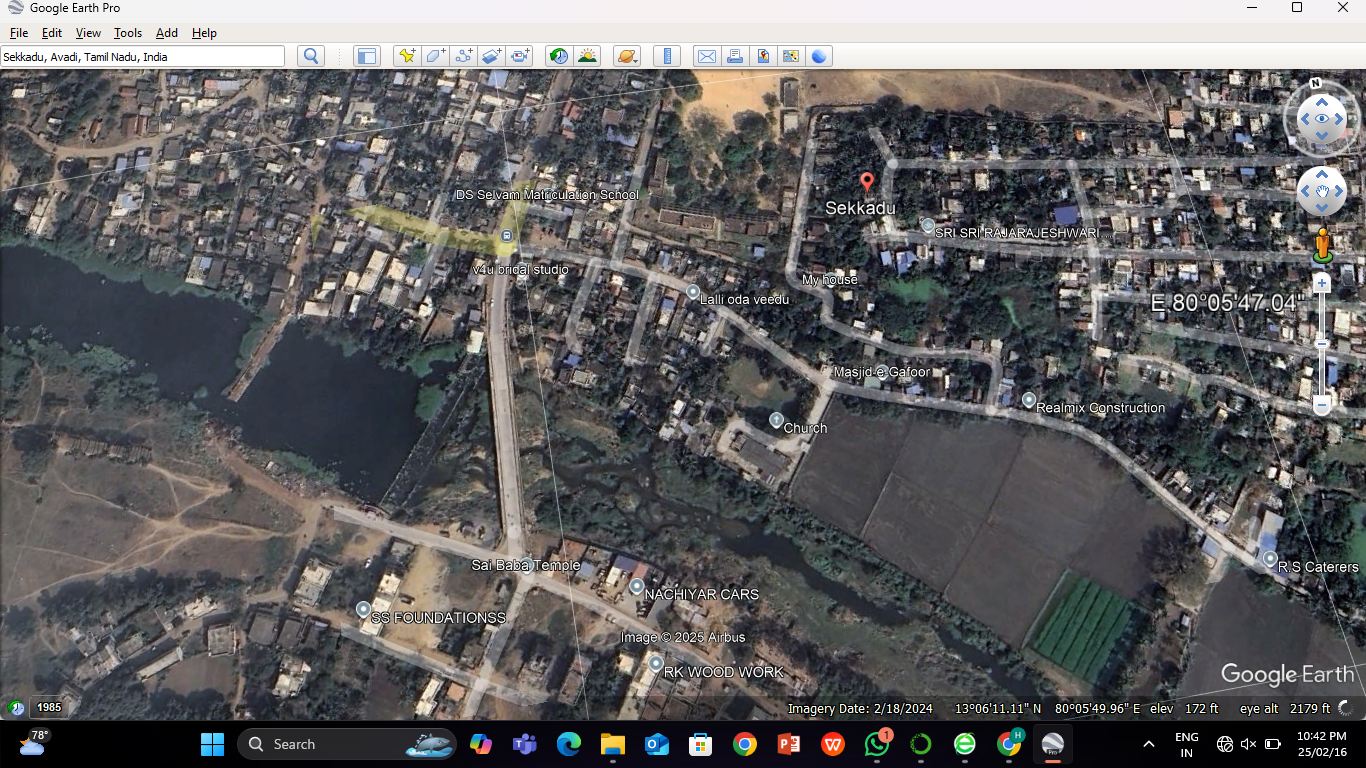 Google Earth Pro
File Edit View Tools Add Help
Sekkadu, Avadi, Tamil Nadu, India
N
DS Selvam Matriculation School
Sekkadu
SRI SRI RAJARAJESHWARI ...
v4u bridal studio
My house
Lalli oda veedu
E 80°05'47.04"
Masjid-e-Gafoor
Realmix Construction
Church
Sai Baba Temple
R.S Caterers
NACHIYAR CARS
SS FOUNDATIONSS
Image © 2025 Airbus
RK WOOD WORK
Google Earth
1985
Imagery Date: 2/18/2024 13°06'11.11" N 80°05'49.96" E elev 172 ft eye alt 2179 ft
78°
Search
1
H
ENG
IN
10:42 PM
25/02/16